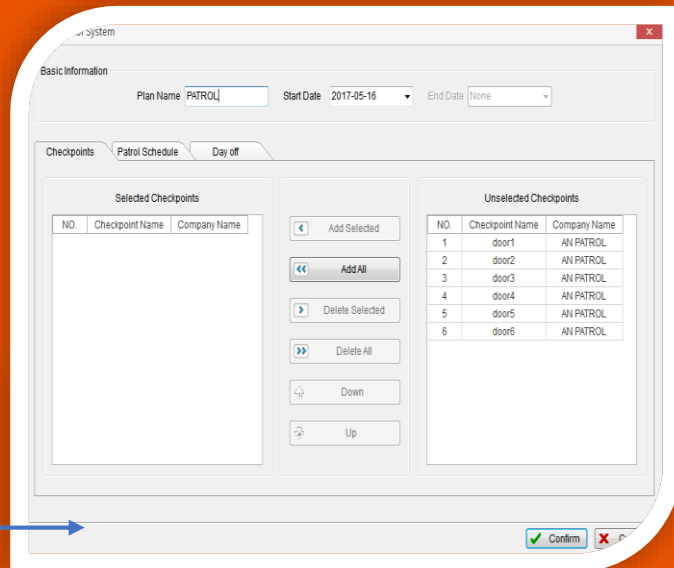 System
Basic Information
Plan Name PATROL Start Date 2017-05-16 End Date None
Checkpoints Patrol Schedule Day off
Selected Checkpoints
NO. Checkpoint Name Company Name
Add Selected
Add All
Delete Selected
Delete All
Down
Up
Unselected Checkpoints
NO. Checkpoint Name Company Name
1 door1 AN PATROL
2 door2 AN PATROL
3 door3 AN PATROL
4 door4 AN PATROL
5 door5 AN PATROL
6 door6 AN PATROL
Confirm